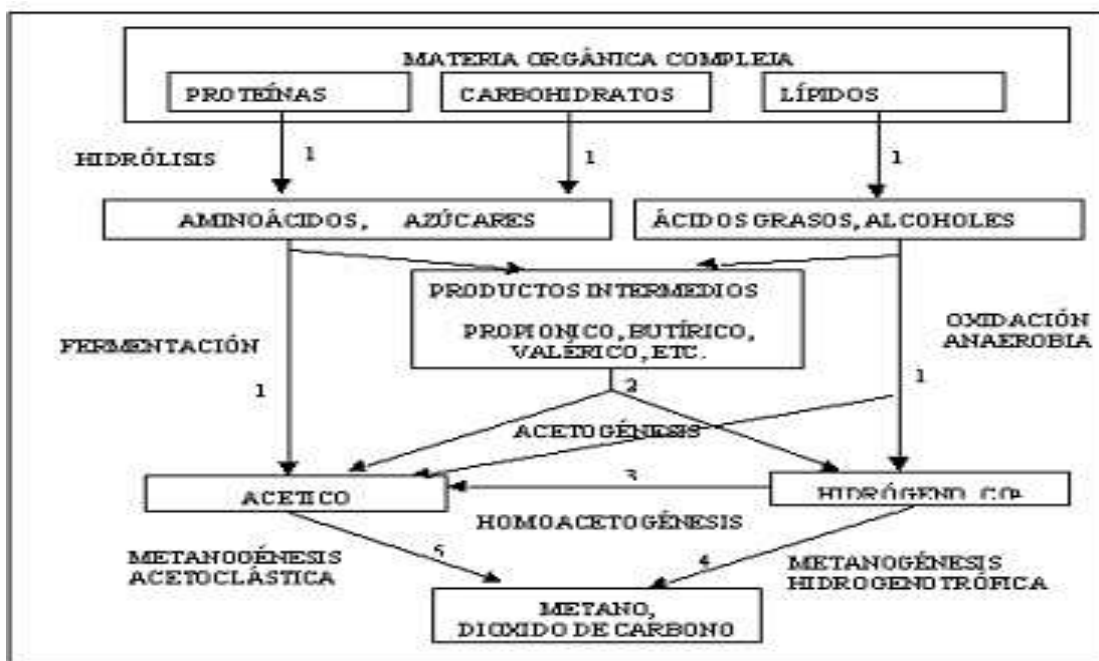 MATERIA ORGÁNICA COMPLEJA
PROTEÍNAS
CARBOHIDRATOS
LÍPIDOS
HIDRÓLISIS
1
1
1
AMINOÁCIDOS, AZÚCARES
ÁCIDOS GRASOS, ALCOHOLES
PRODUCTOS INTERMEDIOS
PROPIONICO, BUTÍRICO,
VALÉRICO, ETC.
FERMENTACIÓN
OXIDACIÓN
ANAEROBIA
1
2
1
ACETOGÉNESIS
ACETICO
3
HIDRÓGENO, CO₂
HOMOACETOGÉNESIS
METANOGÉNESIS
ACETOCLÁSTICA
5
4
METANOGÉNESIS
HIDROGENOTRÓFICA
METANO,
DIOXIDO DE CARBONO